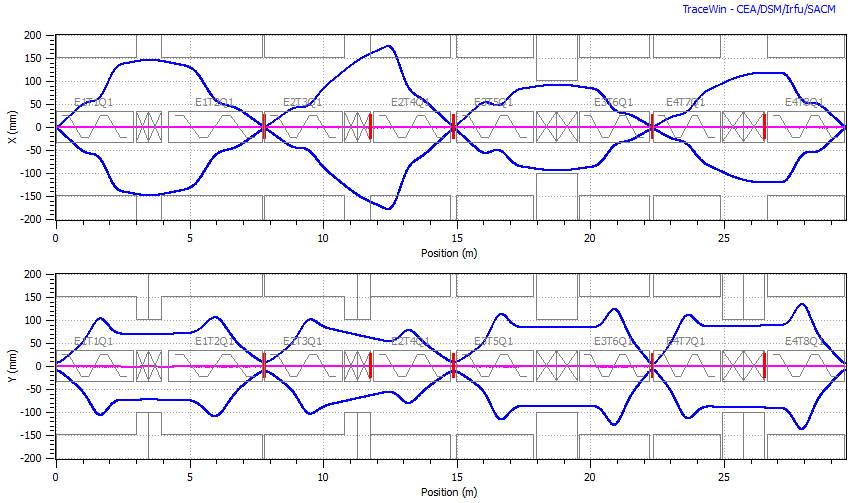 TraceWin - CEA/DSM/Irfu/SACM
200
150
100
50
0
-50
-100
-150
-200
X (mm)
E1T1Q1 E1T2Q1 E2T3Q1 E2T4Q1 E3T5Q1 E3T6Q1 E4T7Q1 E4T8Q1
0 5 10 15 20 25
Position (m)
200
150
100
50
0
-50
-100
-150
-200
Y (mm)
E1T1Q1 E1T2Q1 E2T3Q1 E2T4Q1 E3T5Q1 E3T6Q1 E4T7Q1 E4T8Q1
0 5 10 15 20 25
Position (m)